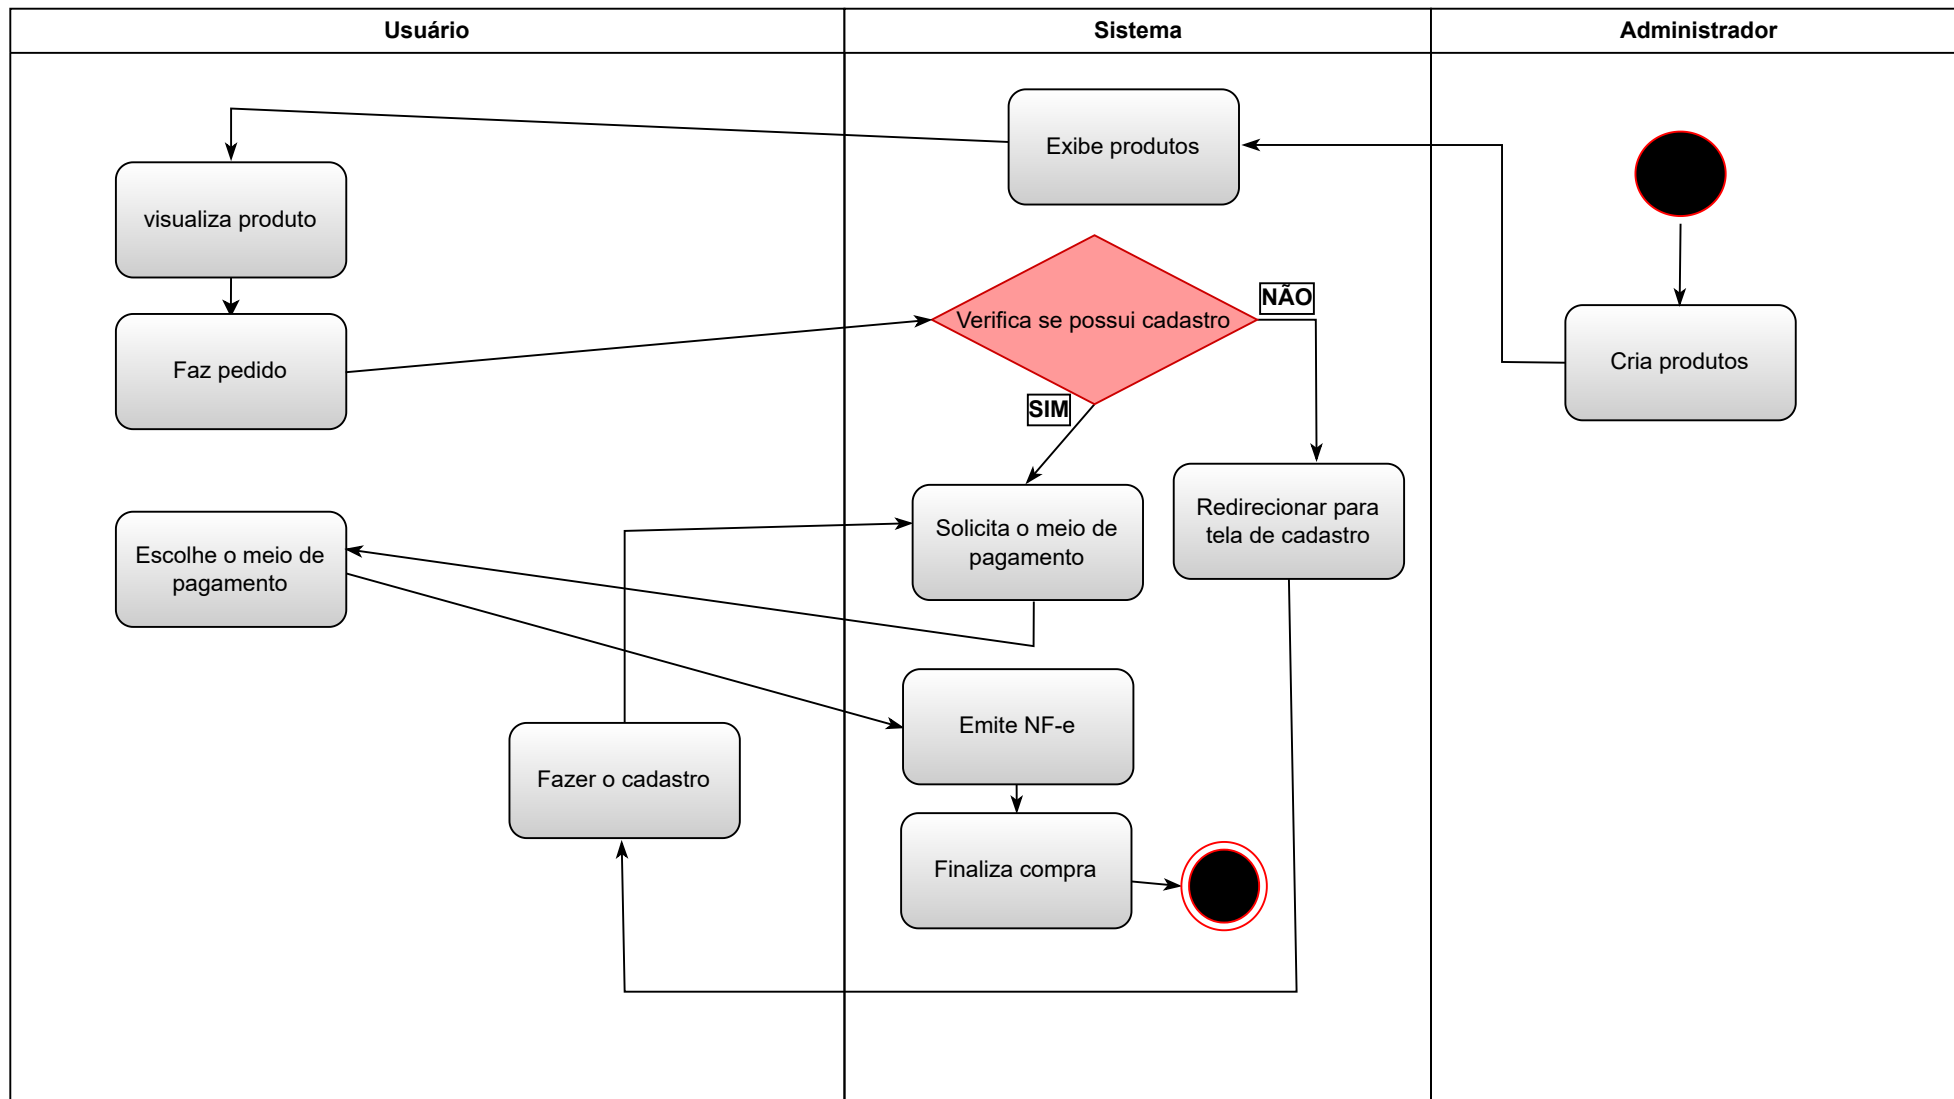 Usuário
Sistema
Administrador
Exibe produtos
visualiza produto
NÃO
Verifica se possui cadastro
Faz pedido
Cria produtos
SIM
Redirecionar para
tela de cadastro
Solicita o meio de
pagamento
Escolhe o meio de
pagamento
Emite NF-e
Fazer o cadastro
Finaliza compra